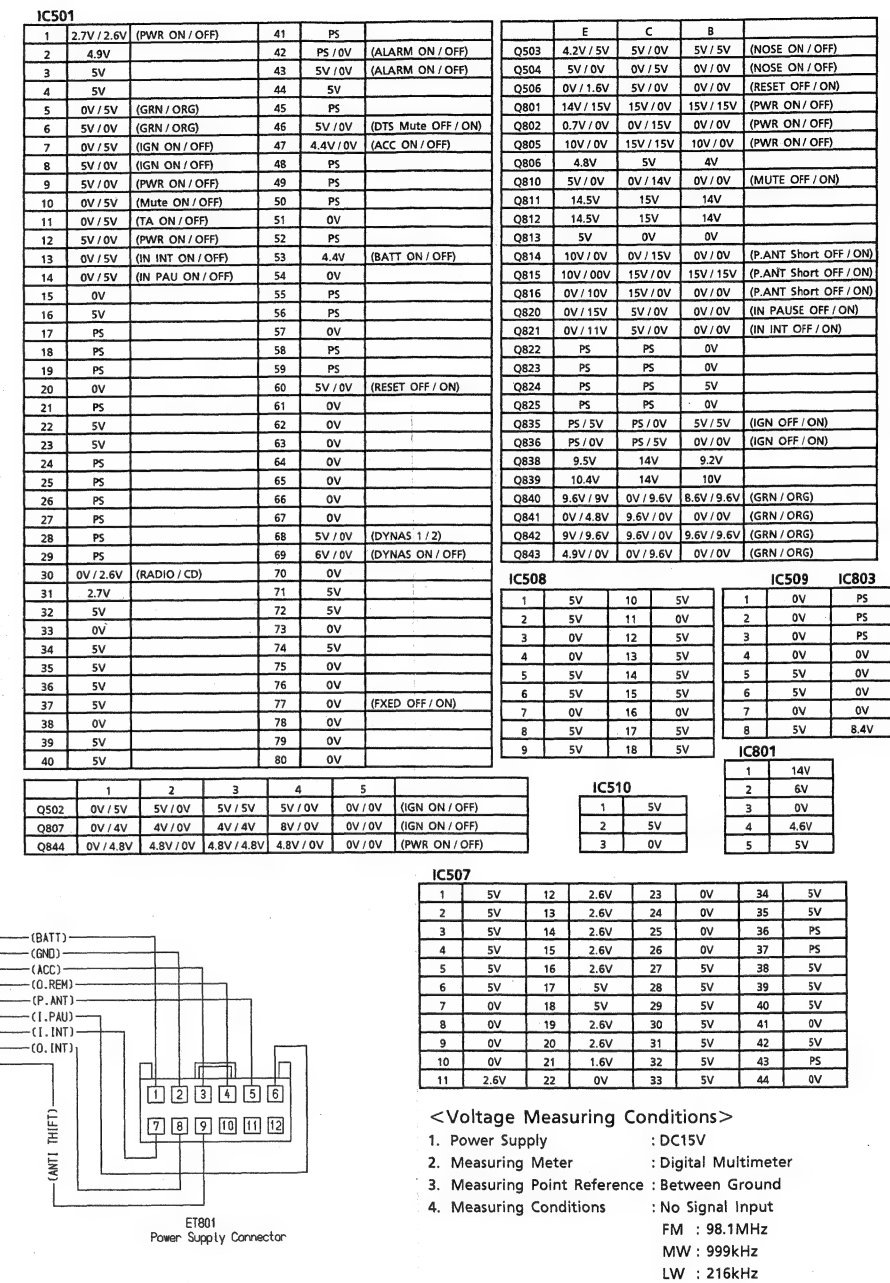 IC501
1 2.7V / 2.6V (PWR ON / OFF) 41 PS
2 4.9V 42 PS / 0V (ALARM ON / OFF)
3 5V 43 5V / 0V (ALARM ON / OFF)
4 5V 44 5V
5 0V / 5V (GRN / ORG) 45 PS
6 5V / 0V (GRN / ORG) 46 5V / 0V (DTS Mute OFF / ON)
7 0V / 5V (IGN ON / OFF) 47 4.4V / 0V (ACC ON / OFF)
8 5V / 0V (IGN ON / OFF) 48 PS
9 5V / 0V (PWR ON / OFF) 49 PS
10 0V / 5V (Mute ON / OFF) 50 PS
11 0V / 5V (TA ON / OFF) 51 0V
12 5V / 0V (PWR ON / OFF) 52 PS
13 0V / 5V (IN INT ON / OFF) 53 4.4V (BATT ON / OFF)
14 0V / 5V (IN PAU ON / OFF) 54 0V
15 0V 55 PS
16 5V 56 PS
17 PS 57 0V
18 PS 58 PS
19 PS 59 PS
20 0V 60 5V / 0V (RESET OFF / ON)
21 PS 61 0V
22 5V 62 0V
23 5V 63 0V
24 PS 64 0V
25 PS 65 0V
26 PS 66 0V
27 PS 67 0V
28 PS 68 5V / 0V (DYNAS 1 / 2)
29 PS 69 6V / 0V (DYNAS ON / OFF)
30 0V / 2.6V (RADIO / CD) 70 0V
31 2.7V 71 5V
32 5V 72 5V
33 0V 73 0V
34 5V 74 5V
35 5V 75 0V
36 5V 76 0V
37 5V 77 0V (FXED OFF / ON)
38 0V 78 0V
39 5V 79 0V
40 5V 80 0V
E C B
Q503 4.2V / 5V 5V / 0V 5V / 5V (NOSE ON / OFF)
Q504 5V / 0V 0V / 5V 0V / 0V (NOSE ON / OFF)
Q506 0V / 1.6V 5V / 0V 0V / 0V (RESET OFF / ON)
Q801 14V / 15V 15V / 0V 15V / 15V (PWR ON / OFF)
Q802 0.7V / 0V 0V / 15V 0V / 0V (PWR ON / OFF)
Q805 10V / 0V 15V / 15V 10V / 0V (PWR ON / OFF)
Q806 4.8V 5V 4V
Q810 5V / 0V 0V / 14V 0V / 0V (MUTE OFF / ON)
Q811 14.5V 15V 14V
Q812 14.5V 15V 14V
Q813 5V 0V 0V
Q814 10V / 0V 0V / 15V 0V / 0V (P.ANT Short OFF / ON)
Q815 10V / 00V 15V / 0V 15V / 15V (P.ANT Short OFF / ON)
Q816 0V / 10V 15V / 0V 0V / 0V (P.ANT Short OFF / ON)
Q820 0V / 15V 5V / 0V 0V / 0V (IN PAUSE OFF / ON)
Q821 0V / 11V 5V / 0V 0V / 0V (IN INT OFF / ON)
Q822 PS PS 0V
Q823 PS PS 0V
Q824 PS PS 5V
Q825 PS PS 0V
Q835 PS / 5V PS / 0V 5V / 5V (IGN OFF / ON)
Q836 PS / 0V PS / 5V 0V / 0V (IGN OFF / ON)
Q838 9.5V 14V 9.2V
Q839 10.4V 14V 10V
Q840 9.6V / 9V 0V / 9.6V 8.6V / 9.6V (GRN / ORG)
Q841 0V / 4.8V 9.6V / 0V 0V / 0V (GRN / ORG)
Q842 9V / 9.6V 9.6V / 0V 9.6V / 9.6V (GRN / ORG)
Q843 4.9V / 0V 0V / 9.6V 0V / 0V (GRN / ORG)
IC508
1 5V 10 5V
2 5V 11 0V
3 0V 12 5V
4 0V 13 5V
5 5V 14 5V
6 5V 15 5V
7 0V 16 0V
8 5V 17 5V
9 5V 18 5V
IC509 IC803
1 0V PS
2 0V PS
3 0V PS
4 0V 0V
5 5V 0V
6 5V 0V
7 0V 0V
8 5V 8.4V
IC801
1 14V
2 6V
3 0V
4 4.6V
5 5V
1 2 3 4 5
Q502 0V / 5V 5V / 0V 5V / 5V 5V / 0V 0V / 0V (IGN ON / OFF)
Q807 0V / 4V 4V / 0V 4V / 4V 8V / 0V 0V / 0V (IGN ON / OFF)
Q844 0V / 4.8V 4.8V / 0V 4.8V / 4.8V 4.8V / 0V 0V / 0V (PWR ON / OFF)
IC510
1 5V
2 5V
3 0V
IC507
1 5V 12 2.6V 23 0V 34 5V
2 5V 13 2.6V 24 0V 35 5V
3 5V 14 2.6V 25 0V 36 PS
4 5V 15 2.6V 26 0V 37 PS
5 5V 16 2.6V 27 5V 38 5V
6 5V 17 5V 28 5V 39 5V
7 0V 18 5V 29 5V 40 5V
8 0V 19 2.6V 30 5V 41 0V
9 0V 20 2.6V 31 5V 42 5V
10 0V 21 1.6V 32 5V 43 PS
11 2.6V 22 0V 33 5V 44 0V
(BATT)
(GND)
(ACC)
(O.REM)
(P.ANT)
(I.PAU)
(I.INT)
(O.INT)
(ANTI THIFT)
1 2 3 4 5 6
7 8 9 10 11 12
ET801
Power Supply Connector
<Voltage Measuring Conditions>
1. Power Supply : DC15V
2. Measuring Meter : Digital Multimeter
3. Measuring Point Reference : Between Ground
4. Measuring Conditions : No Signal Input
FM : 98.1MHz
MW : 999kHz
LW : 216kHz